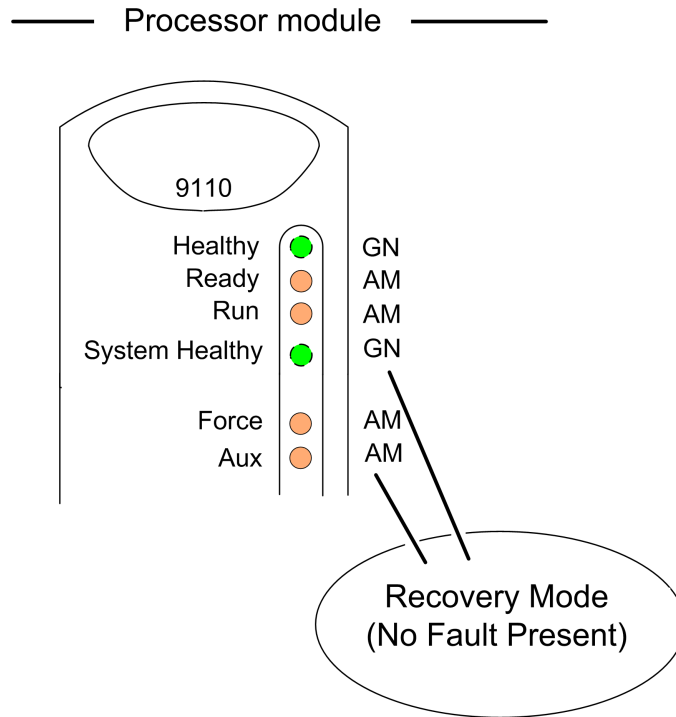 Processor module
9110
Healthy GN
Ready AM
Run AM
System Healthy GN
Force AM
Aux AM
Recovery Mode
(No Fault Present)